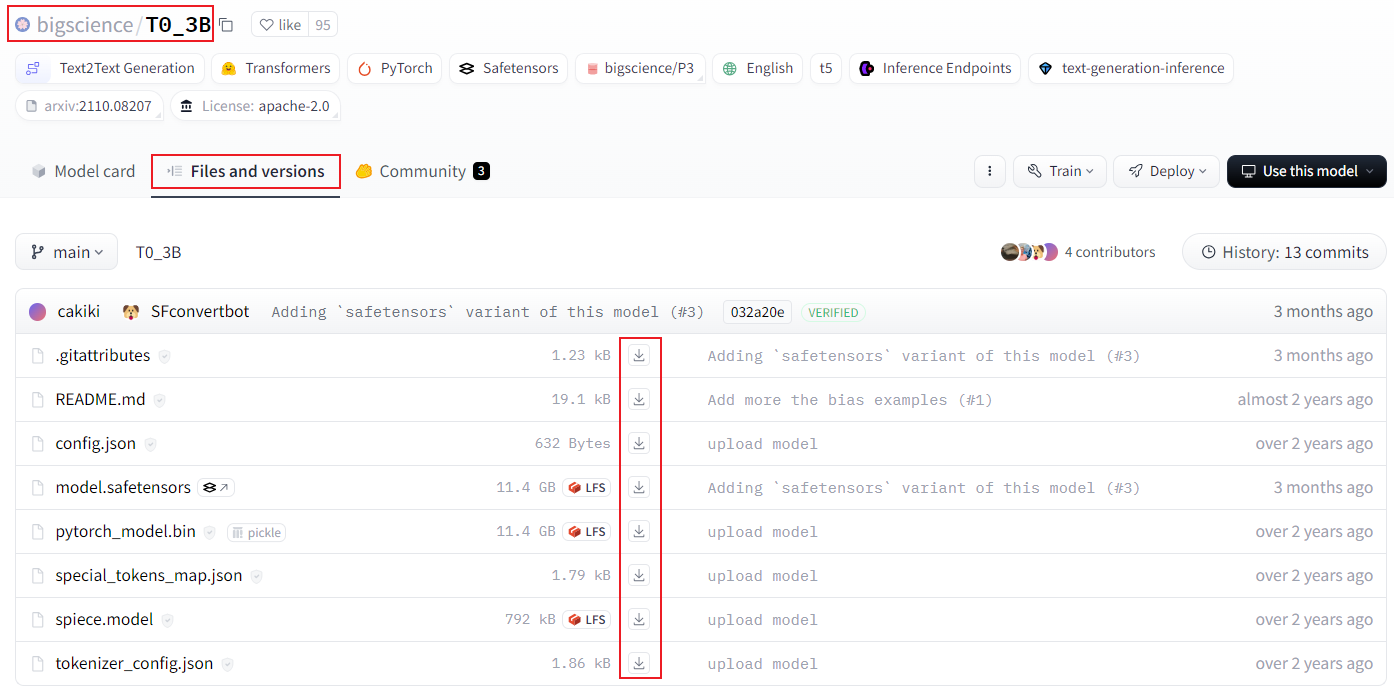 bigscience/T0_3B like 95
Text2Text Generation Transformers PyTorch Safetensors bigscience/P3 English t5 Inference Endpoints text-generation-inference
arxiv:2110.08207 License: apache-2.0
Model card Files and versions Community 3 Train Deploy Use this model
main T0_3B 4 contributors History: 13 commits
cakiki SFconvertbot Adding `safetensors` variant of this model (#3) 032a20e VERIFIED 3 months ago
.gitattributes 1.23 kB Adding `safetensors` variant of this model (#3) 3 months ago
README.md 19.1 kB Add more the bias examples (#1) almost 2 years ago
config.json 632 Bytes upload model over 2 years ago
model.safetensors 11.4 GB LFS Adding `safetensors` variant of this model (#3) 3 months ago
pytorch_model.bin pickle 11.4 GB LFS upload model over 2 years ago
special_tokens_map.json 1.79 kB upload model over 2 years ago
spiece.model 792 kB LFS upload model over 2 years ago
tokenizer_config.json 1.86 kB upload model over 2 years ago